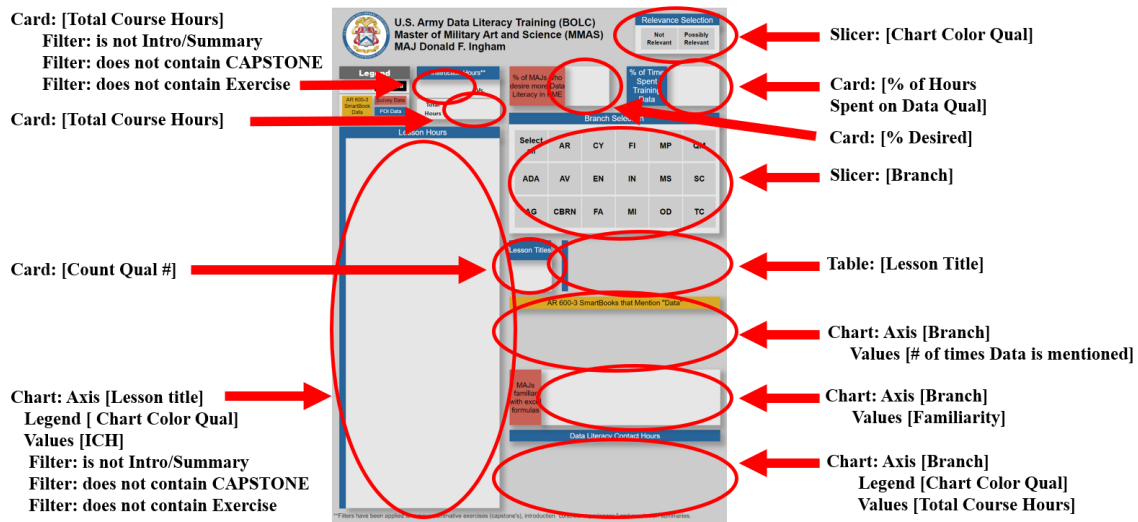 Card: [Total Course Hours]
Filter: is not Intro/Summary
Filter: does not contain CAPSTONE
Filter: does not contain Exercise
Card: [Total Course Hours]
Card: [Count Qual #]
Chart: Axis [Lesson title]
Legend [ Chart Color Qual]
Values [ICH]
Filter: is not Intro/Summary
Filter: does not contain CAPSTONE
Filter: does not contain Exercise
U.S. Army Data Literacy Training (BOLC)
Master of Military Art and Science (MMAS)
MAJ Donald F. Ingham
Relevance Selection
Not Relevant
Possibly Relevant
Legend
AR 600-3
SmartBook
Data
Survey Data
POI Data
Hours**
Total
Hours
% of MAJs who
desire more Data
Literacy in PME
% of Time
Spent
Training
Data
Lesson Hours
Branch Selection
Select AR CY FI MP QM
ADA AV EN IN MS SC
AG CBRN FA MI OD TC
Lesson Titles
AR 600-3 SmartBooks that Mention "Data"
MAJs
familiar
with excel
formulas
Data Literacy Contact Hours
**Filters have been applied
Slicer: [Chart Color Qual]
Card: [% of Hours
Spent on Data Qual]
Card: [% Desired]
Slicer: [Branch]
Table: [Lesson Title]
Chart: Axis [Branch]
Values [# of times Data is mentioned]
Chart: Axis [Branch]
Values [Familiarity]
Chart: Axis [Branch]
Legend [Chart Color Qual]
Values [Total Course Hours]